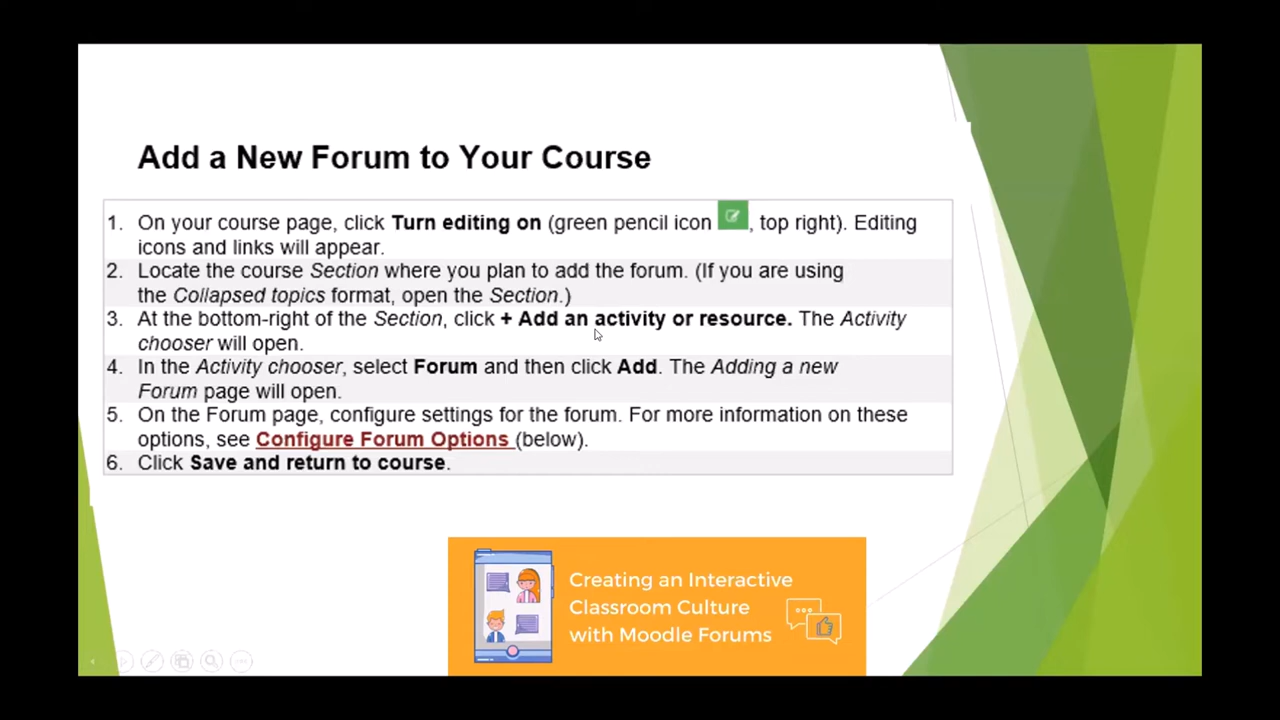 Add a New Forum to Your Course
1. On your course page, click Turn editing on (green pencil icon , top right). Editing
icons and links will appear.
2. Locate the course Section where you plan to add the forum. (If you are using
the Collapsed topics format, open the Section.)
3. At the bottom-right of the Section, click + Add an activity or resource. The Activity
chooser will open.
4. In the Activity chooser, select Forum and then click Add. The Adding a new
Forum page will open.
5. On the Forum page, configure settings for the forum. For more information on these
options, see Configure Forum Options (below).
6. Click Save and return to course.
Creating an Interactive
Classroom Culture
with Moodle Forums